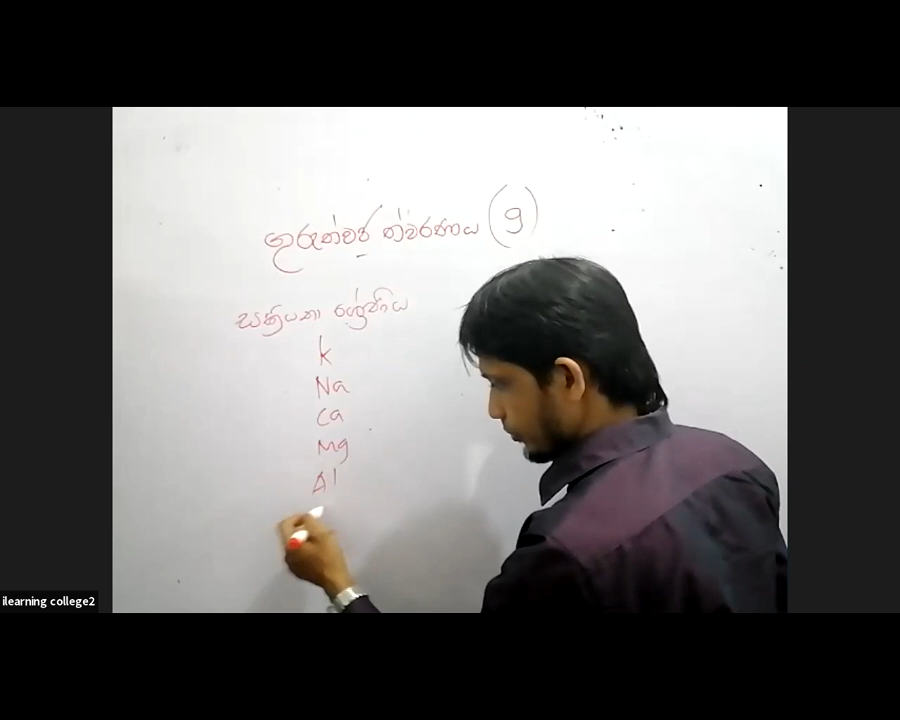 ගුරුත්වජ ත්වරණය (9)
සක්‍රියතා ශ්‍රේණිය
K
Na
Ca
Mg
Al
ilearning college2